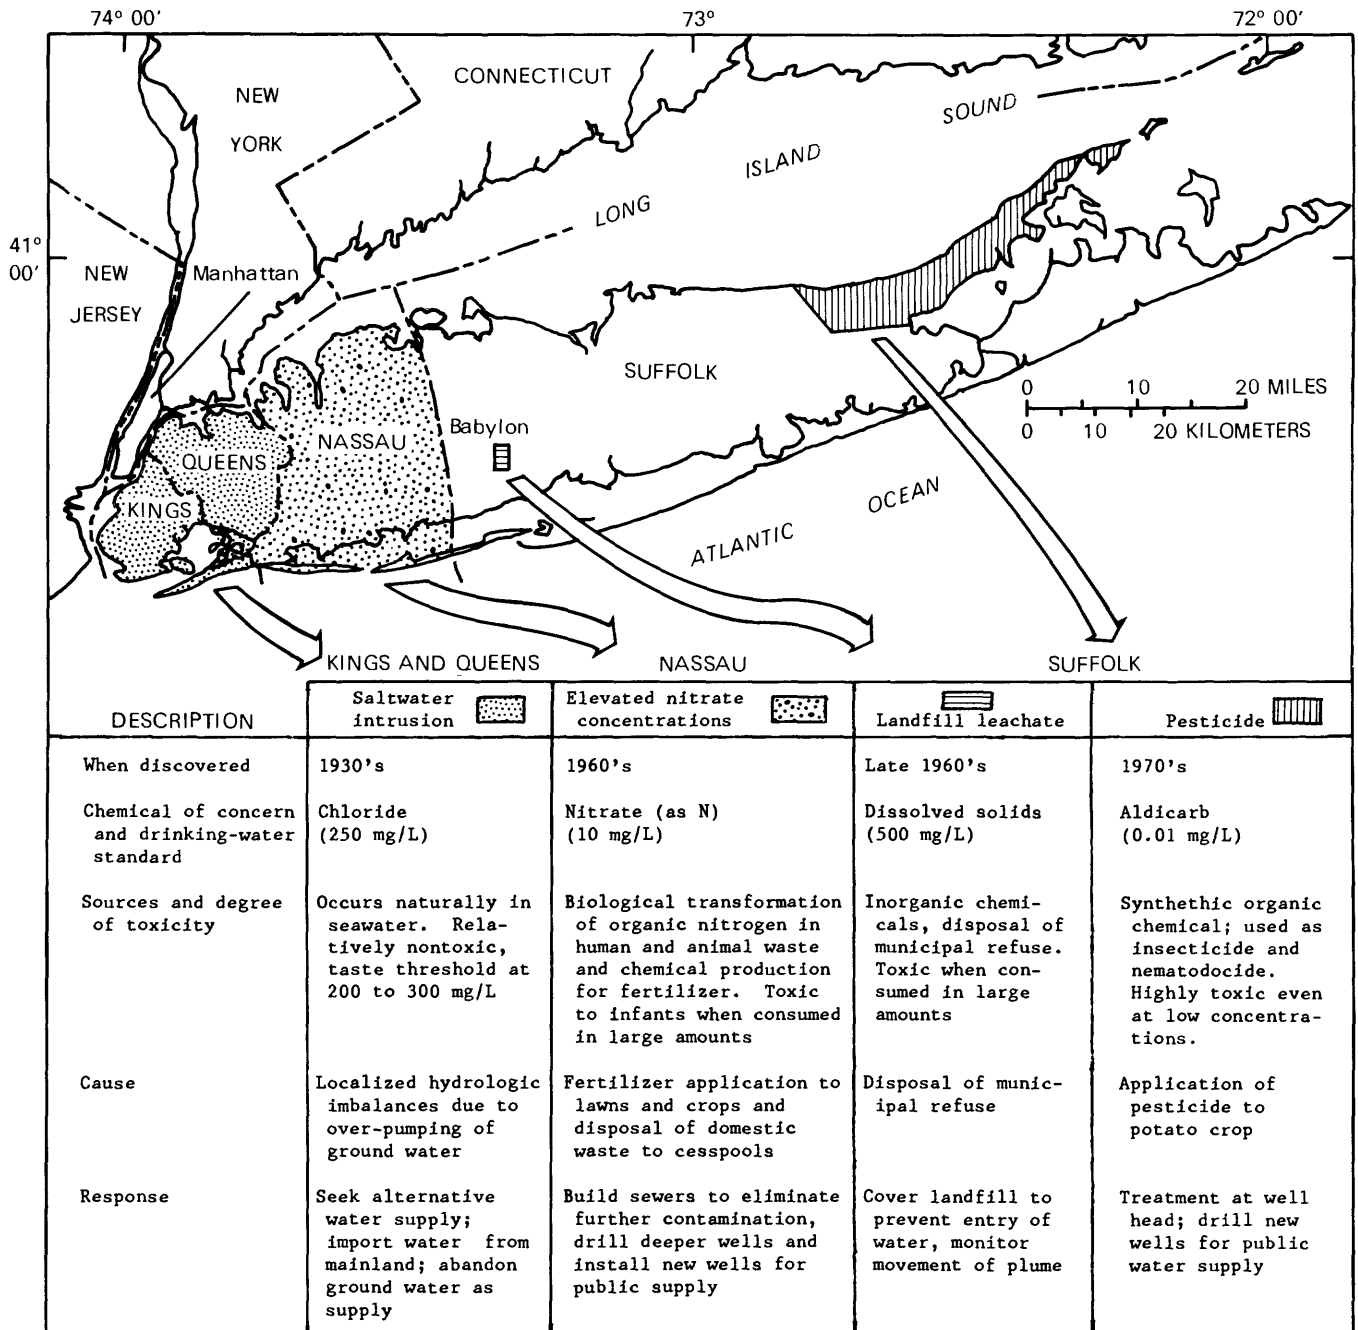 74° 00′
73°
72° 00′
CONNECTICUT
NEW
YORK
SOUND
ISLAND
LONG
41°
00′
NEW
JERSEY
Manhattan
SUFFOLK
0 10 20 MILES
0 10 20 KILOMETERS
Babylon
NASSAU
QUEENS
KINGS
OCEAN
ATLANTIC
KINGS AND QUEENS
NASSAU
SUFFOLK
DESCRIPTION
Saltwater
intrusion
Elevated nitrate
concentrations
Landfill leachate
Pesticide
When discovered
1930's
1960's
Late 1960's
1970's
Chemical of concern
and drinking-water
standard
Chloride
(250 mg/L)
Nitrate (as N)
(10 mg/L)
Dissolved solids
(500 mg/L)
Aldicarb
(0.01 mg/L)
Sources and degree
of toxicity
Occurs naturally in
seawater. Rela-
tively nontoxic,
taste threshold at
200 to 300 mg/L
Biological transformation
of organic nitrogen in
human and animal waste
and chemical production
for fertilizer. Toxic
to infants when consumed
in large amounts
Inorganic chemi-
cals, disposal of
municipal refuse.
Toxic when con-
sumed in large
amounts
Synthethic organic
chemical; used as
insecticide and
nematodocide.
Highly toxic even
at low concentra-
tions.
Cause
Localized hydrologic
imbalances due to
over-pumping of
ground water
Fertilizer application to
lawns and crops and
disposal of domestic
waste to cesspools
Disposal of munic-
ipal refuse
Application of
pesticide to
potato crop
Response
Seek alternative
water supply;
import water from
mainland; abandon
ground water as
supply
Build sewers to eliminate
further contamination,
drill deeper wells and
install new wells for
public supply
Cover landfill to
prevent entry of
water, monitor
movement of plume
Treatment at well
head; drill new
wells for public
water supply